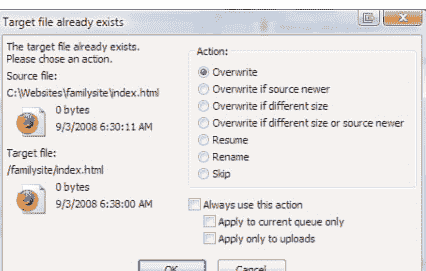 Target file already exists
The target file already exists.
Please chose an action.
Source file:
C:\Websites\familysite\index.html
0 bytes
9/3/2008 6:30:11 AM
Target file:
/familysite/index.html
0 bytes
9/3/2008 6:38:00 AM
Action:
Overwrite
Overwrite if source newer
Overwrite if different size
Overwrite if different size or source newer
Resume
Rename
Skip
Always use this action
Apply to current queue only
Apply only to uploads
OK
Cancel